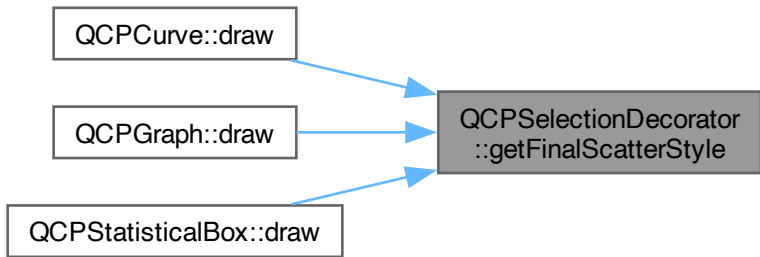 QCPCurve::draw
QCPGraph::draw
QCPStatisticalBox::draw
QCPSelectionDecorator
::getFinalScatterStyle